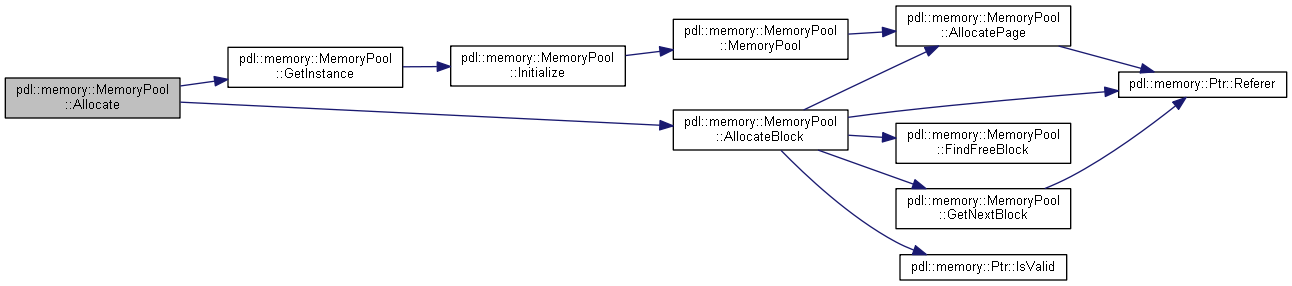 pdl::memory::MemoryPool
::Allocate
pdl::memory::MemoryPool
::GetInstance
pdl::memory::MemoryPool
::Initialize
pdl::memory::MemoryPool
::MemoryPool
pdl::memory::MemoryPool
::AllocatePage
pdl::memory::Ptr::Referer
pdl::memory::MemoryPool
::AllocateBlock
pdl::memory::MemoryPool
::FindFreeBlock
pdl::memory::MemoryPool
::GetNextBlock
pdl::memory::Ptr::IsValid